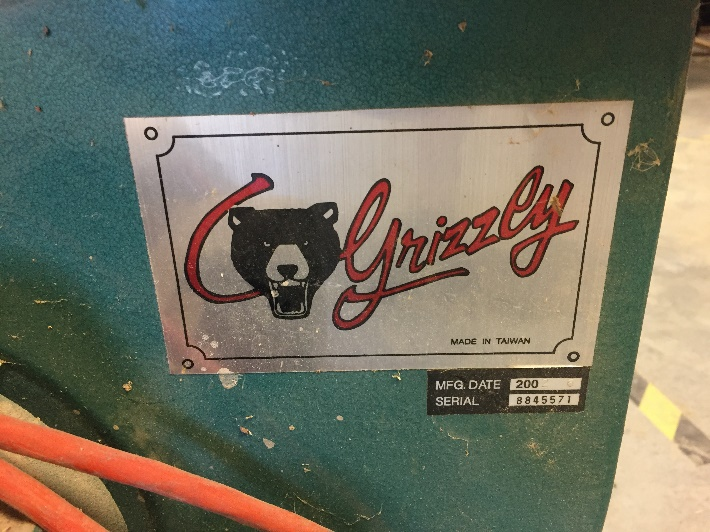 Grizzly
MADE IN TAIWAN
MFG. DATE 200
SERIAL 8845571